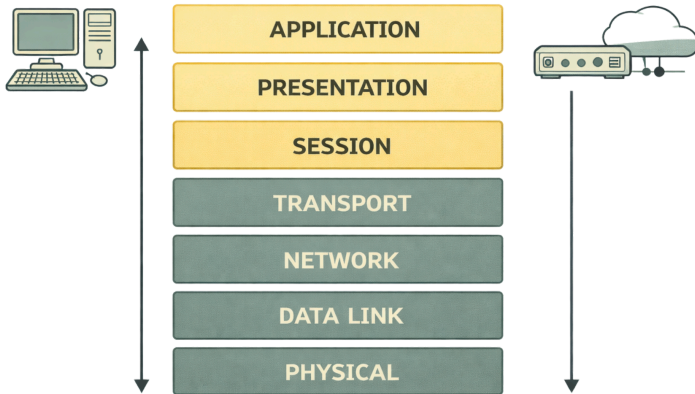 APPLICATION
PRESENTATION
SESSION
TRANSPORT
NETWORK
DATA LINK
PHYSICAL